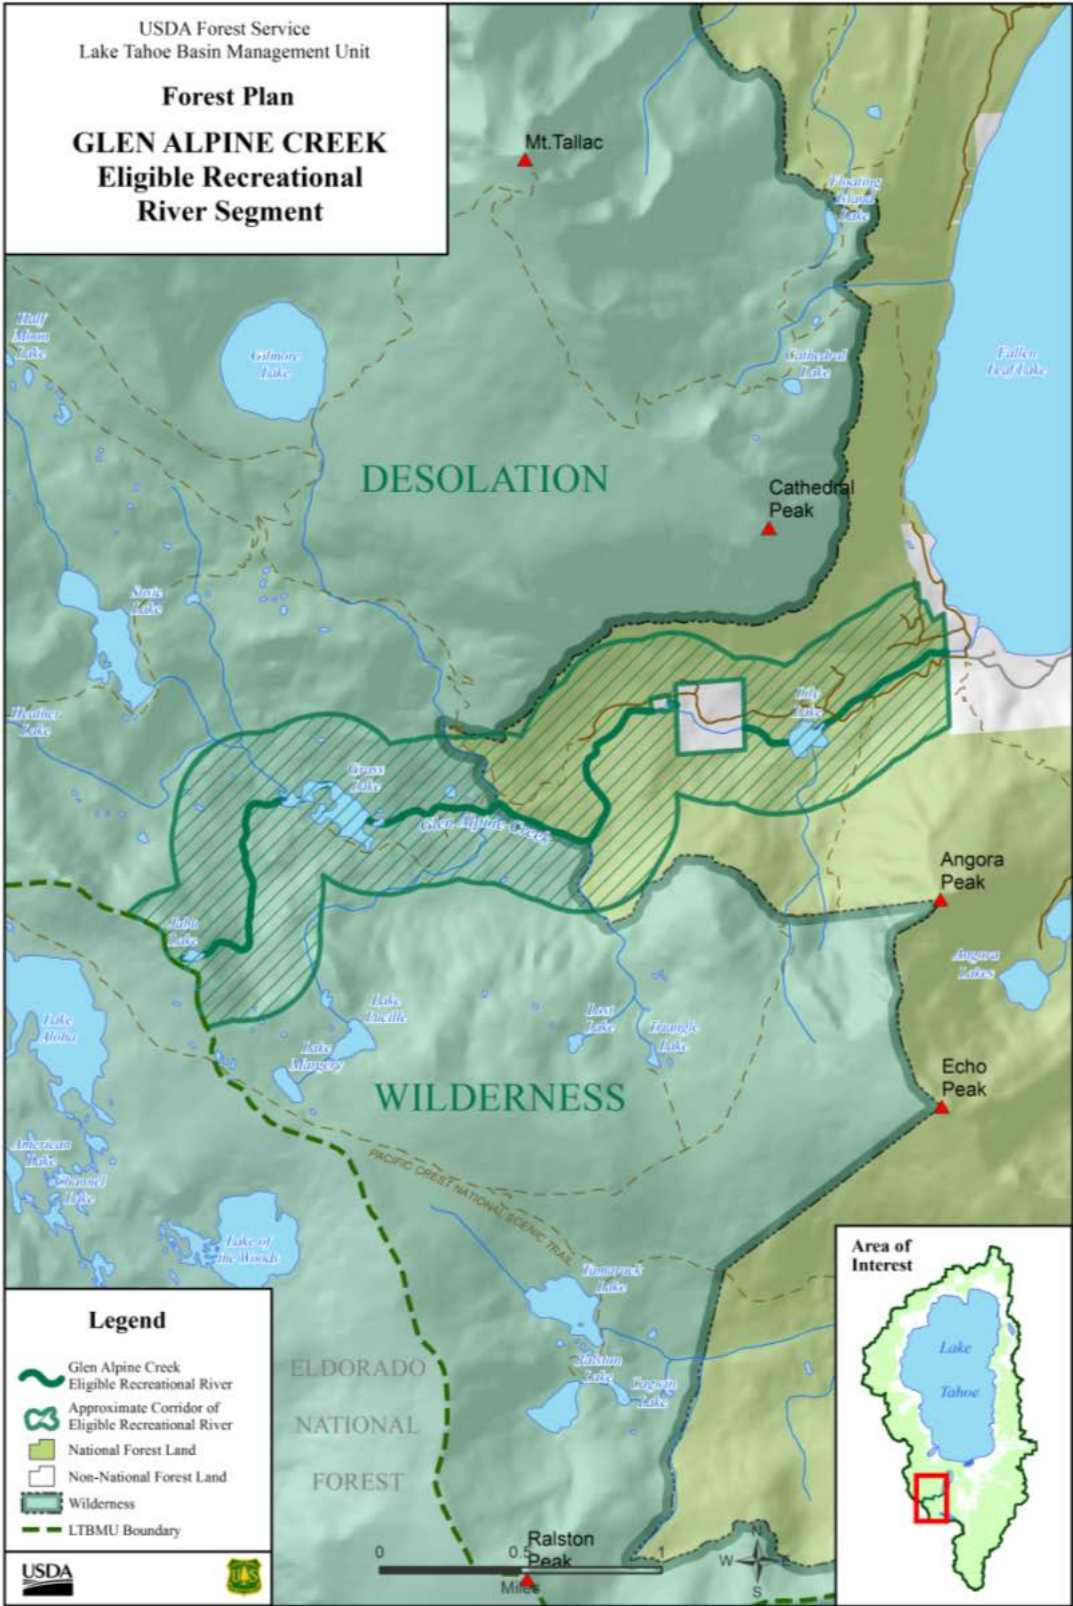 USDA Forest Service
Lake Tahoe Basin Management Unit
Forest Plan
GLEN ALPINE CREEK
Eligible Recreational
River Segment
Mt.Tallac
Floating
Island
Lake
Half
Moon
Lake
Gilmore
Lake
Cathedral
Lake
Fallen
Leaf Lake
DESOLATION
Cathedral
Peak
Susie
Lake
Heather
Lake
Lily
Lake
Grass
Lake
Glen Alpine Creek
Angora
Peak
Jabu
Lake
Angora
Lakes
Lake
Aloha
Lake
Lucille
Lake
Margery
Lost
Lake
Triangle
Lake
Echo
Peak
WILDERNESS
American
Lake
Channel
Lake
PACIFIC CREST NATIONAL SCENIC TRAIL
Lake of
the Woods
Tamarack
Lake
Ralston
Lake
Cagwin
Lake
ELDORADO
NATIONAL
FOREST
Area of
Interest
Lake
Tahoe
Legend
Glen Alpine Creek
Eligible Recreational River
Approximate Corridor of
Eligible Recreational River
National Forest Land
Non-National Forest Land
Wilderness
LTBMU Boundary
USDA
U S
0 0.5 1
Miles
Ralston
Peak
N
W E
S